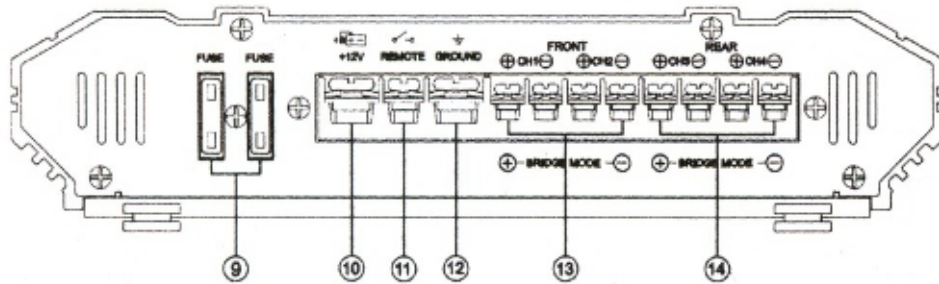 FUSE FUSE +12V REMOTE GROUND
FRONT REAR
⊕ CH1 ⊖ ⊕ CH2 ⊖ ⊕ CH3 ⊖ ⊕ CH4 ⊖
⊕ BRIDGE MODE ⊖ ⊕ BRIDGE MODE ⊖
9 10 11 12 13 14